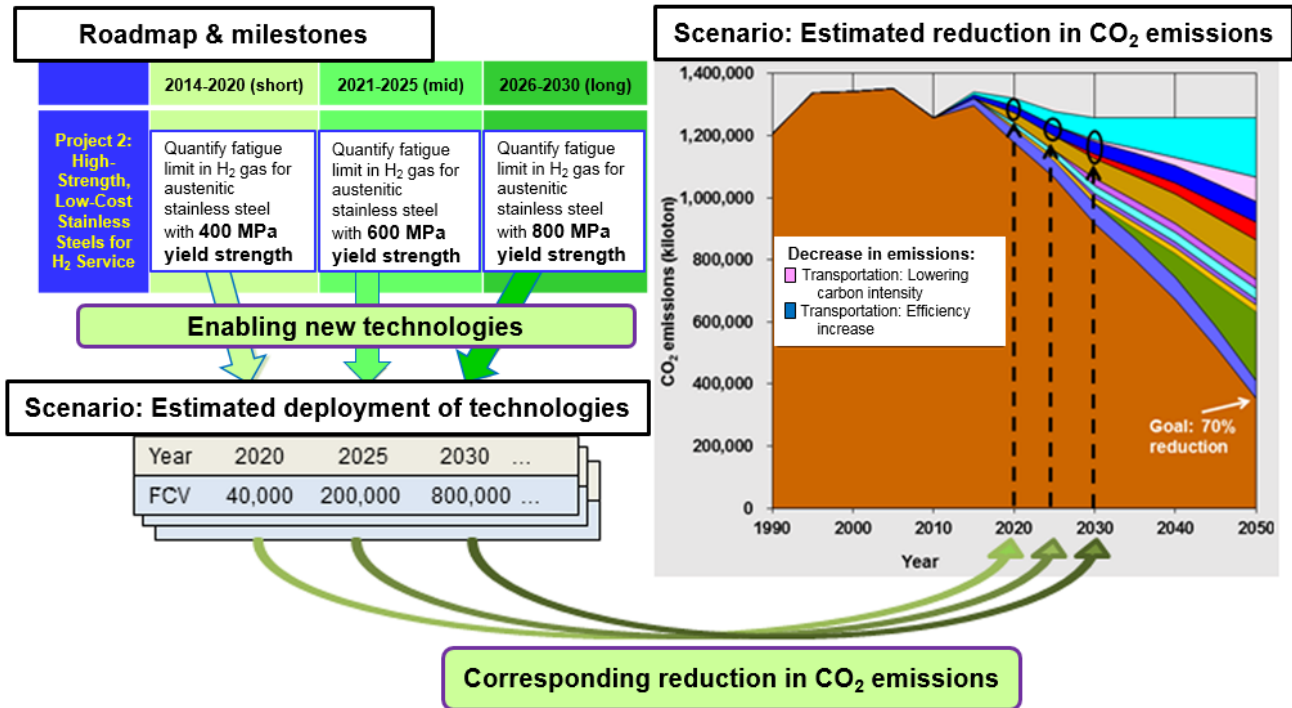 Roadmap & milestones
2014-2020 (short)
2021-2025 (mid)
2026-2030 (long)
Project 2:
High-
Strength,
Low-Cost
Stainless
Steels for
H₂ Service
Quantify fatigue
limit in H₂ gas for
austenitic
stainless steel
with 400 MPa
yield strength
Quantify fatigue
limit in H₂ gas for
austenitic
stainless steel
with 600 MPa
yield strength
Quantify fatigue
limit in H₂ gas for
austenitic
stainless steel
with 800 MPa
yield strength
Enabling new technologies
Scenario: Estimated deployment of technologies
Year 2020 2025 2030 ...
FCV 40,000 200,000 800,000 ...
Scenario: Estimated reduction in CO₂ emissions
1,400,000
1,200,000
1,000,000
800,000
600,000
400,000
200,000
0
CO₂ emissions (kiloton)
Decrease in emissions:
Transportation: Lowering
carbon intensity
Transportation: Efficiency
increase
Goal: 70%
reduction
1990 2000 2010 2020 2030 2040 2050
Year
Corresponding reduction in CO₂ emissions